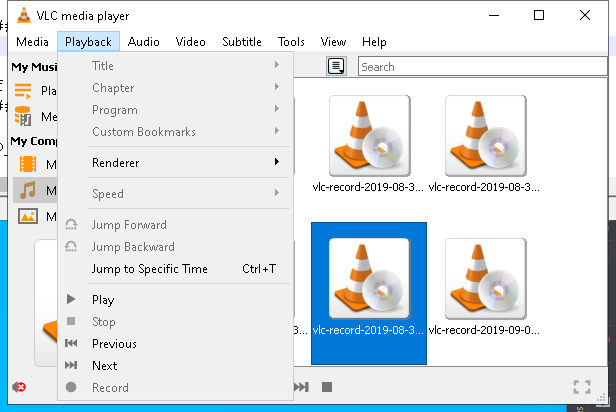 VLC media player
Media Playback Audio Video Subtitle Tools View Help
My Musi
Search
Pla
Me
My Comp
M
M
M
Title
Chapter
Program
Custom Bookmarks
Renderer
Speed
Jump Forward
Jump Backward
Jump to Specific Time Ctrl+T
Play
Stop
Previous
Next
Record
vlc-record-2019-08-3... vlc-record-2019-08-3...
3... vlc-record-2019-08-3... vlc-record-2019-09-0...